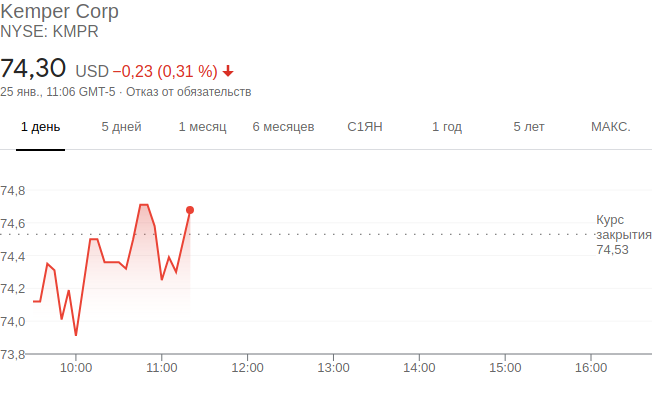 Kemper Corp
NYSE: KMPR
74,30 USD −0,23 (0,31 %)
25 янв., 11:06 GMT-5 · Отказ от обязательств
1 день 5 дней 1 месяц 6 месяцев С1ЯН 1 год 5 лет МАКС.
74,8
74,6
74,4
74,2
74,0
73,8
Курс
закрытия
74,53
10:00 11:00 12:00 13:00 14:00 15:00 16:00